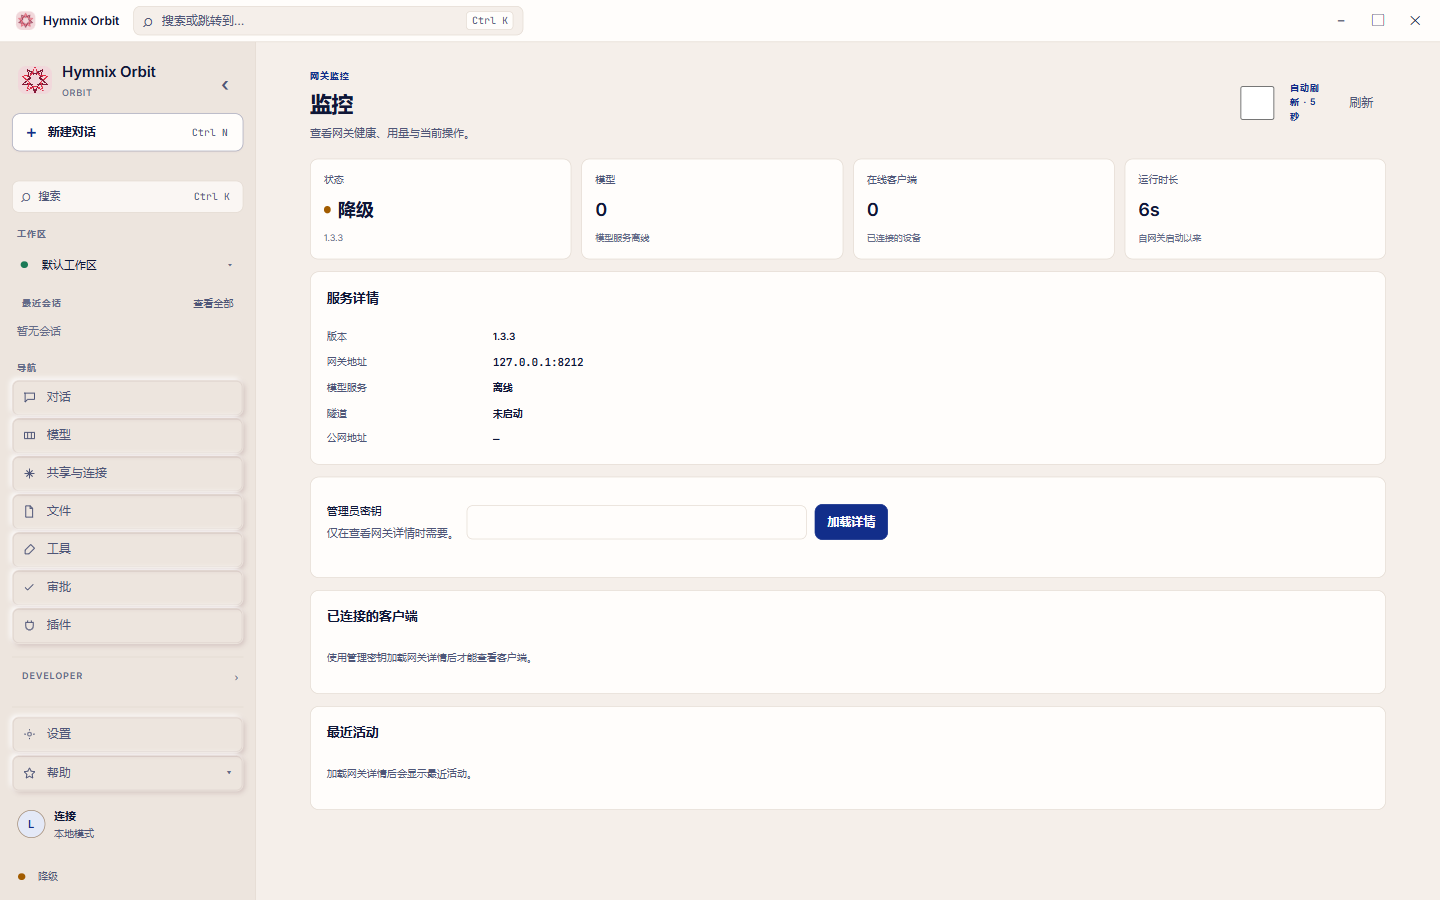 Hymnix Orbit
搜索或跳转到...
Ctrl K
Hymnix Orbit
ORBIT
新建对话
Ctrl N
搜索
Ctrl K
工作区
默认工作区
最近会话
查看全部
暂无会话
导航
对话
模型
共享与连接
文件
工具
审批
插件
DEVELOPER
设置
帮助
L
连接
本地模式
降级
网关监控
监控
查看网关健康、用量与当前操作。
自动刷
新 · 5
秒
刷新
状态
降级
1.3.3
模型
0
模型服务离线
在线客户端
0
已连接的设备
运行时长
6s
自网关启动以来
服务详情
版本
1.3.3
网关地址
127.0.0.1:8212
模型服务
离线
隧道
未启动
公网地址
—
管理员密钥
仅在查看网关详情时需要。
加载详情
已连接的客户端
使用管理密钥加载网关详情后才能查看客户端。
最近活动
加载网关详情后会显示最近活动。